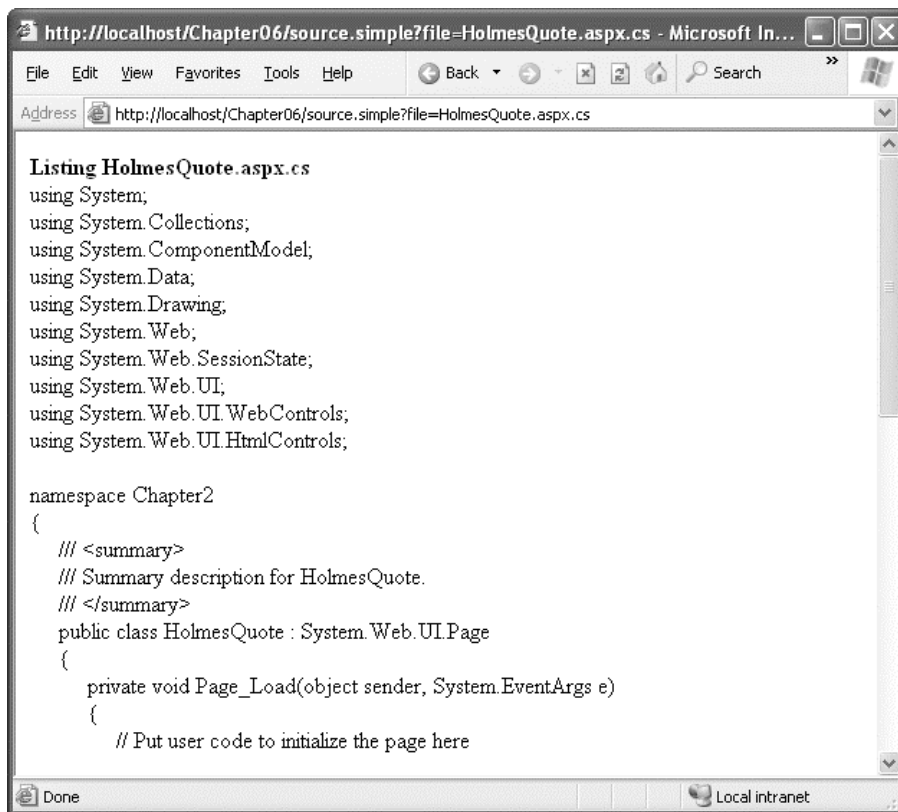 http://localhost/Chapter06/source.simple?file=HolmesQuote.aspx.cs - Microsoft In...
File Edit View Favorites Tools Help Back Search »
Address http://localhost/Chapter06/source.simple?file=HolmesQuote.aspx.cs
Listing HolmesQuote.aspx.cs
using System;
using System.Collections;
using System.ComponentModel;
using System.Data;
using System.Drawing;
using System.Web;
using System.Web.SessionState;
using System.Web.UI;
using System.Web.UI.WebControls;
using System.Web.UI.HtmlControls;
namespace Chapter2
{
/// <summary>
/// Summary description for HolmesQuote.
/// </summary>
public class HolmesQuote : System.Web.UI.Page
{
private void Page_Load(object sender, System.EventArgs e)
{
// Put user code to initialize the page here
Done Local intranet